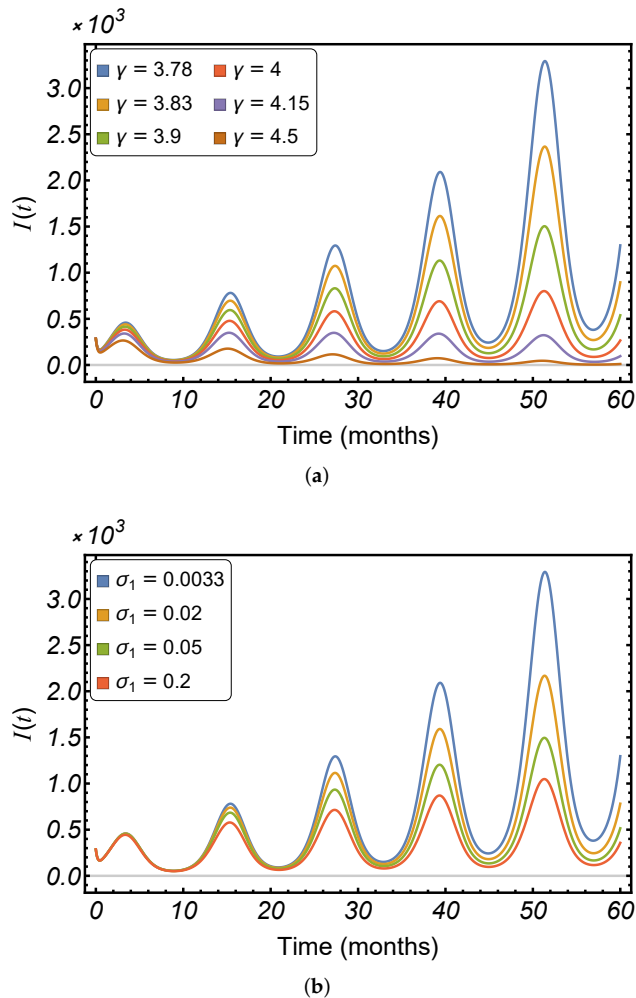 × 10³
3.0
2.5
2.0
1.5
1.0
0.5
0.0
I(t)
γ = 3.78 γ = 4
γ = 3.83 γ = 4.15
γ = 3.9 γ = 4.5
0 10 20 30 40 50 60
Time (months)
(a)
× 10³
3.0
2.5
2.0
1.5
1.0
0.5
0.0
I(t)
σ₁ = 0.0033
σ₁ = 0.02
σ₁ = 0.05
σ₁ = 0.2
0 10 20 30 40 50 60
Time (months)
(b)